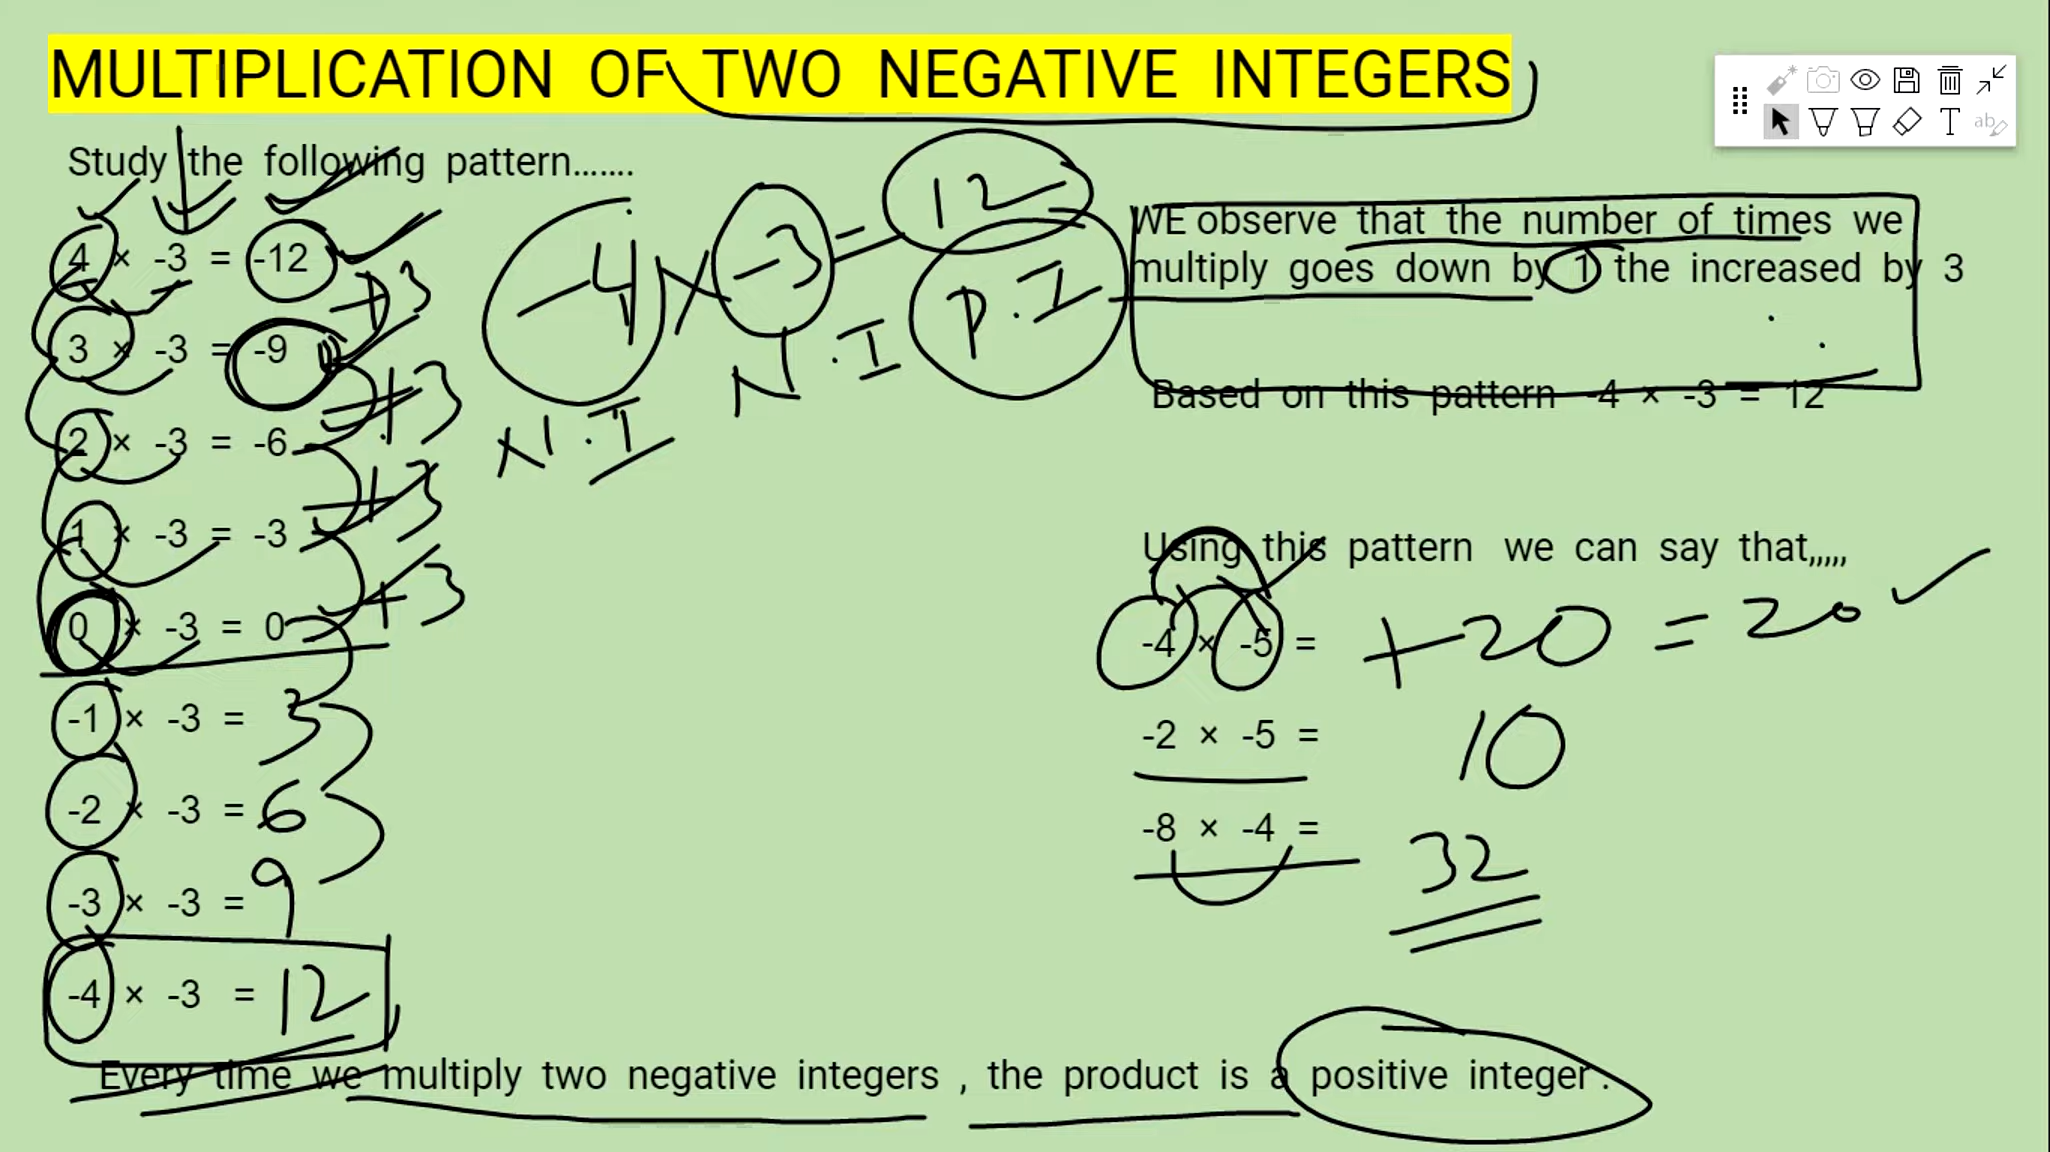 MULTIPLICATION OF TWO NEGATIVE INTEGERS
Study the following pattern.......
4 × -3 = -12
+3
3 × -3 = -9
+3
2 × -3 = -6
+3
1 × -3 = -3
+3
0 × -3 = 0
-1 × -3 = 3
-2 × -3 = 6
-3 × -3 = 9
-4 × -3 = 12
-4 × -3 = 12
N.I N.I P.I
WE observe that the number of times we
multiply goes down by 1 the increased by 3
Based on this pattern -4 × -3 = 12
Using this pattern we can say that,,,,,
-4 × -5 = +20 = 20
-2 × -5 = 10
-8 × -4 = 32
Every time we multiply two negative integers , the product is a positive integer .
T
ab